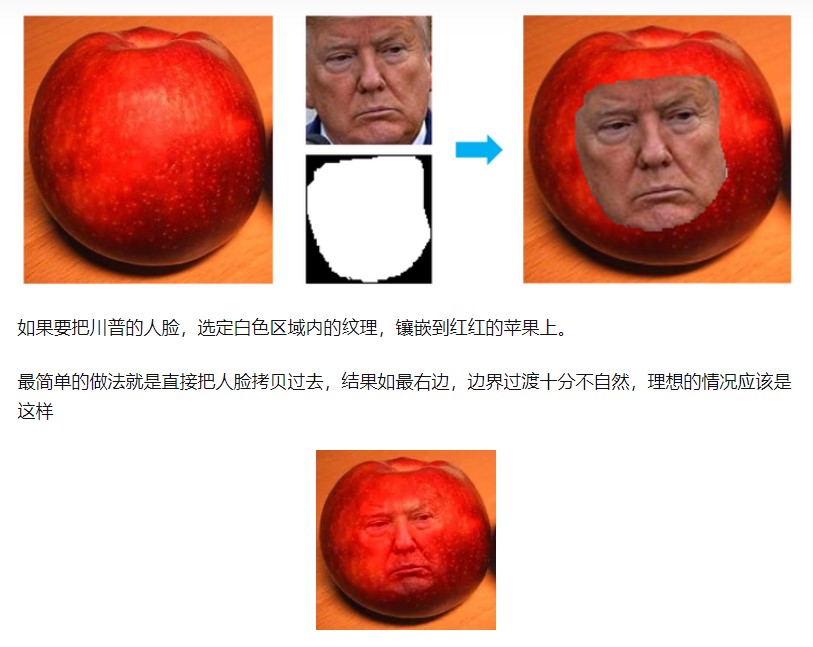 如果要把川普的人脸，选定白色区域内的纹理，镶嵌到红红的苹果上。
最简单的做法就是直接把人脸拷贝过去，结果如最右边，边界过渡十分不自然，理想的情况应该是
这样